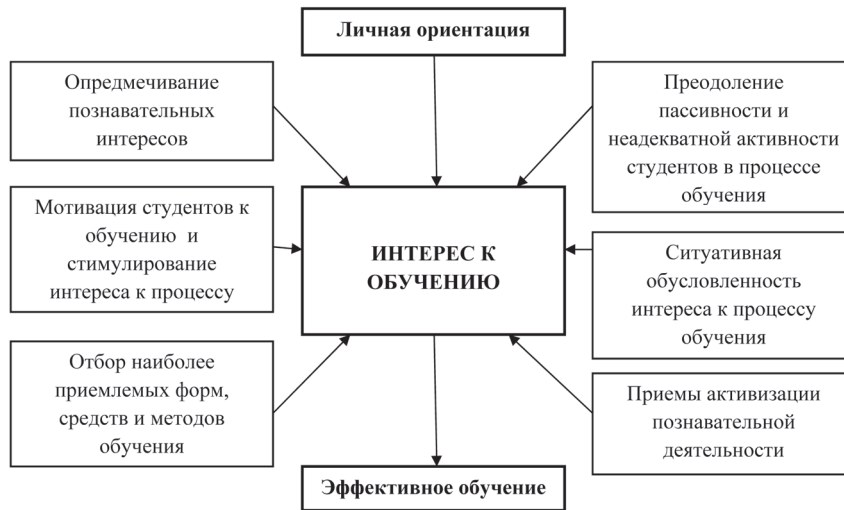 Личная ориентация
Опредмечивание
познавательных
интересов
Мотивация студентов к
обучению и
стимулирование
интереса к процессу
Отбор наиболее
приемлемых форм,
средств и методов
обучения
ИНТЕРЕС К
ОБУЧЕНИЮ
Преодоление
пассивности и
неадекватной активности
студентов в процессе
обучения
Ситуативная
обусловленность
интереса к процессу
обучения
Приемы активизации
познавательной
деятельности
Эффективное обучение